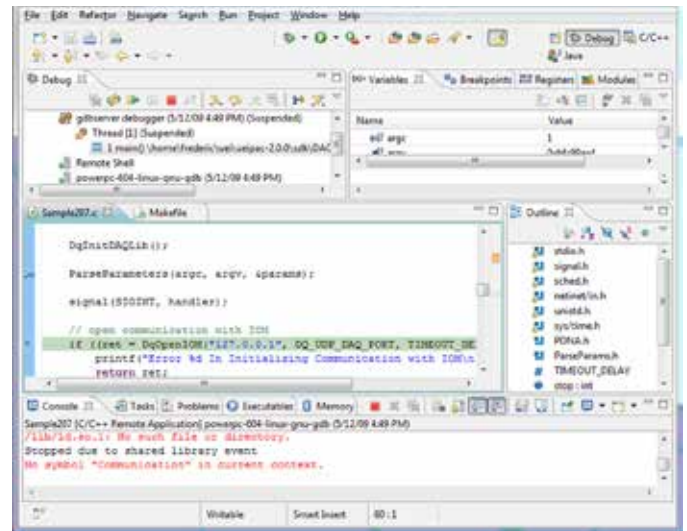 File Edit Refactor Navigate Search Run Project Window Help
Debug C/C++
Java
Debug
Variables Breakpoints Registers Modules
gdbserver debugger (5/12/09 4:49 PM) (Suspended)
Thread [1] (Suspended)
1 main()
Remote Shell
powerpc-604-linux-gnu-gdb (5/12/09 4:49 PM)
Name Value
argc 1
Sample207.c Makefile
Outline
DqInitDAQLib();
ParseParameters(argc, argv, &params);
signal(SIGINT, handler);
// open communication with IOM
if ((ret = DqOpenIOM("127.0.0.1", DQ_UDP_DAQ_PORT, TIMEOUT_DE
printf("Error %d In Initializing Communication with IOM\n
return ret;
stdio.h
signal.h
sched.h
netinet/in.h
unistd.h
sys/time.h
PDNA.h
ParseParams.h
TIMEOUT_DELAY
stop : int
Console Tasks Problems Executables Memory
Sample207 [C/C++ Remote Application] powerpc-604-linux-gnu-gdb (5/12/09 4:49 PM)
/lib/ld.so.1: No such file or directory.
Stopped due to shared library event
No symbol "Communication" in current context.
Writable Smart Insert 60 : 1